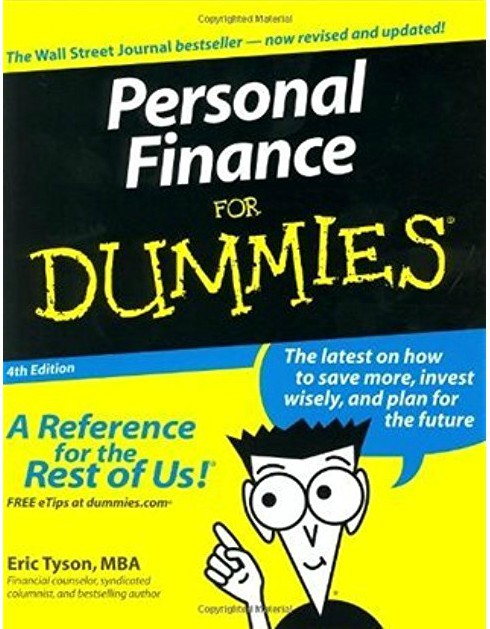 Copyrighted Material
The Wall Street Journal bestseller — now revised and updated!
Personal
Finance
FOR
DUMMIES®
4th Edition
The latest on how
to save more, invest
wisely, and plan for
the future
A Reference
for the
Rest of Us!®
FREE eTips at dummies.com®
Eric Tyson, MBA
Financial counselor, syndicated
columnist, and bestselling author
Copyrighted Material